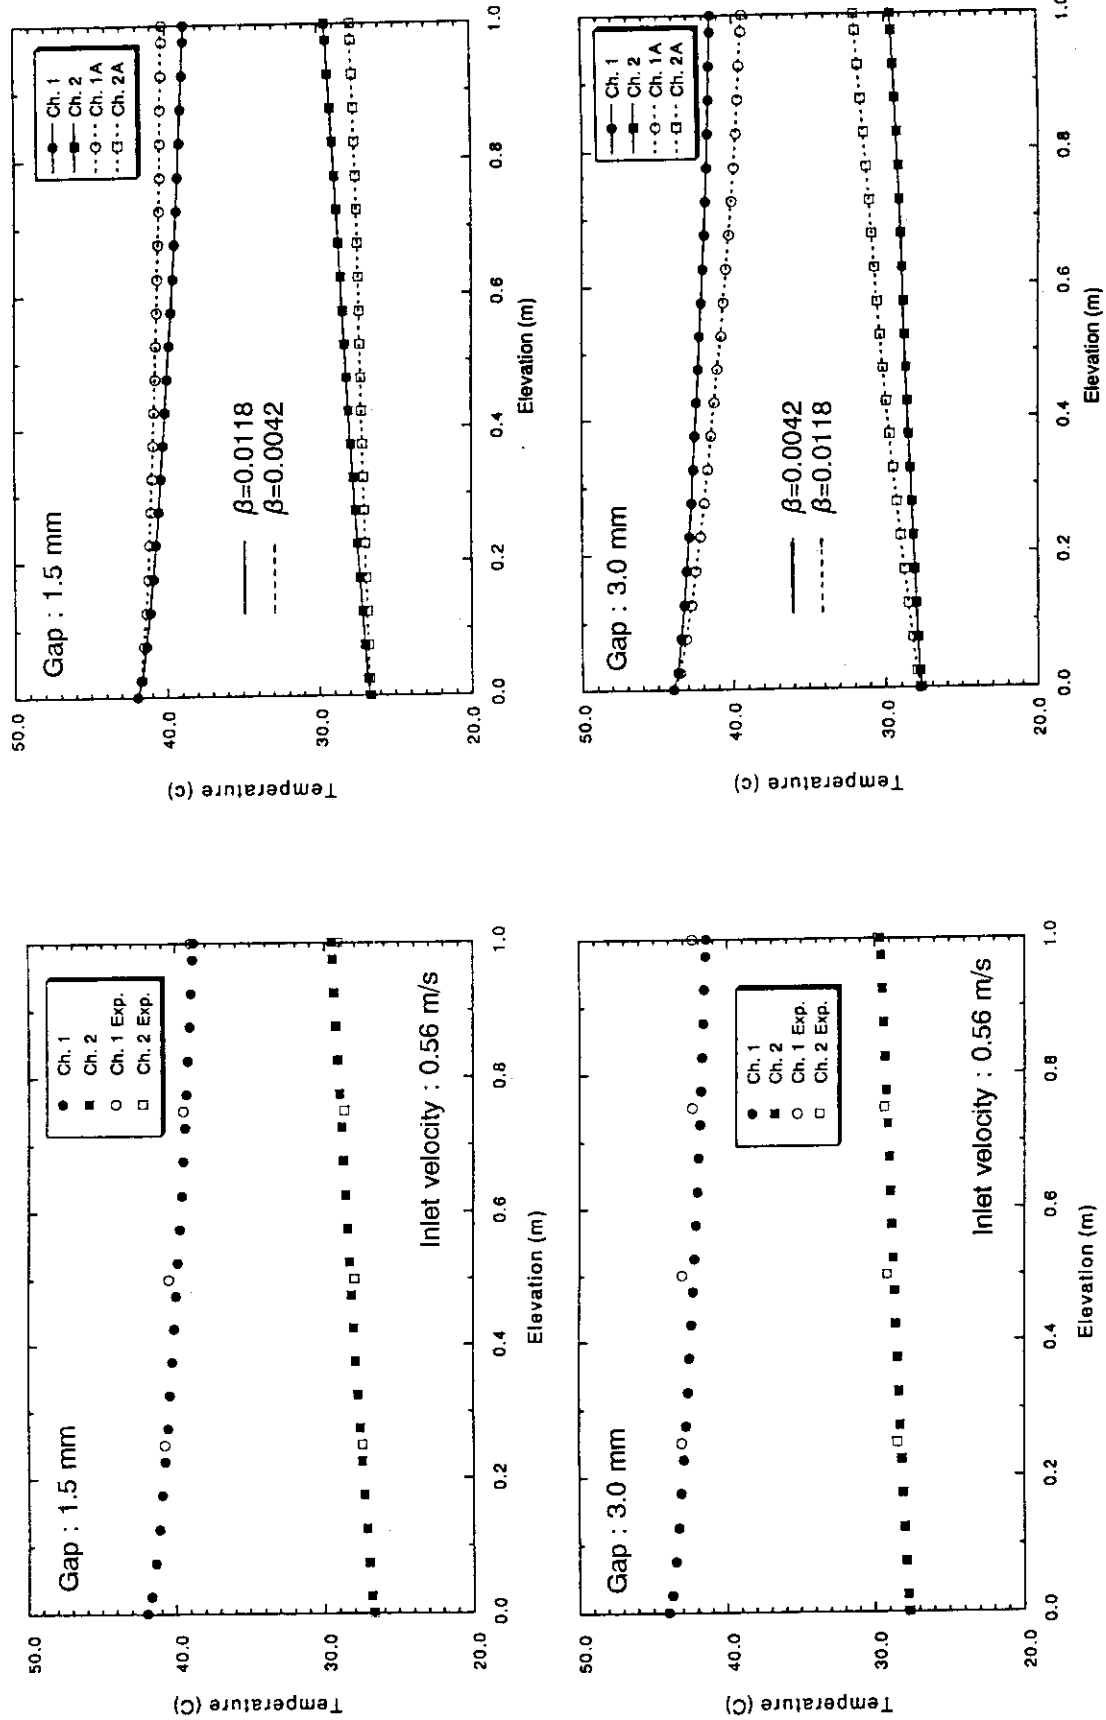 50.0
40.0
30.0
20.0
Temperature (C)
Gap : 1.5 mm
Ch. 1
Ch. 2
Ch. 1 Exp.
Ch. 2 Exp.
Inlet velocity : 0.56 m/s
0.0
0.2
0.4
0.6
0.8
1.0
Elevation (m)
50.0
40.0
30.0
20.0
Temperature (c)
Gap : 1.5 mm
β=0.0118
β=0.0042
Ch. 1
Ch. 2
Ch. 1A
Ch. 2A
0.0
0.2
0.4
0.6
0.8
1.0
Elevation (m)
50.0
40.0
30.0
20.0
Temperature (C)
Gap : 3.0 mm
Ch. 1
Ch. 2
Ch. 1 Exp.
Ch. 2 Exp.
Inlet velocity : 0.56 m/s
0.0
0.2
0.4
0.6
0.8
1.0
Elevation (m)
50.0
40.0
30.0
20.0
Temperature (c)
Gap : 3.0 mm
β=0.0042
β=0.0118
Ch. 1
Ch. 2
Ch. 1A
Ch. 2A
0.0
0.2
0.4
0.6
0.8
1.0
Elevation (m)